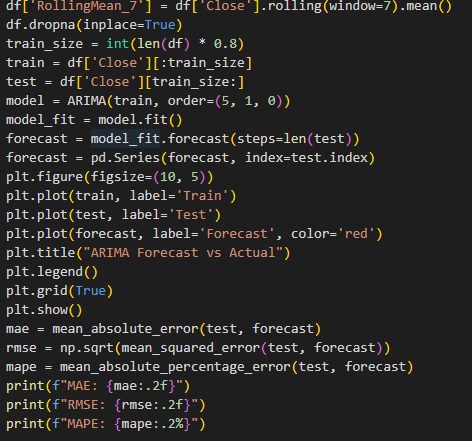 df['RollingMean_7'] = df['Close'].rolling(window=7).mean()
df.dropna(inplace=True)
train_size = int(len(df) * 0.8)
train = df['Close'][:train_size]
test = df['Close'][train_size:]
model = ARIMA(train, order=(5, 1, 0))
model_fit = model.fit()
forecast = model_fit.forecast(steps=len(test))
forecast = pd.Series(forecast, index=test.index)
plt.figure(figsize=(10, 5))
plt.plot(train, label='Train')
plt.plot(test, label='Test')
plt.plot(forecast, label='Forecast', color='red')
plt.title("ARIMA Forecast vs Actual")
plt.legend()
plt.grid(True)
plt.show()
mae = mean_absolute_error(test, forecast)
rmse = np.sqrt(mean_squared_error(test, forecast))
mape = mean_absolute_percentage_error(test, forecast)
print(f"MAE: {mae:.2f}")
print(f"RMSE: {rmse:.2f}")
print(f"MAPE: {mape:.2%}")